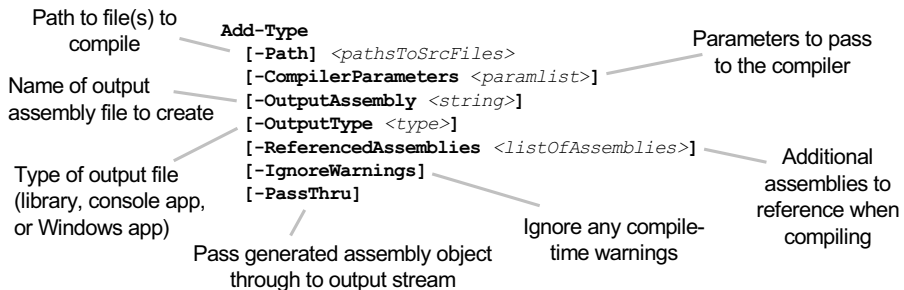 Path to file(s) to
compile
Name of output
assembly file to create
Type of output file
(library, console app,
or Windows app)
Add-Type
[-Path] <pathsToSrcFiles>
[-CompilerParameters <paramlist>]
[-OutputAssembly <string>]
[-OutputType <type>]
[-ReferencedAssemblies <listOfAssemblies>]
[-IgnoreWarnings]
[-PassThru]
Parameters to pass
to the compiler
Additional
assemblies to
reference when
compiling
Ignore any compile-
time warnings
Pass generated assembly object
through to output stream